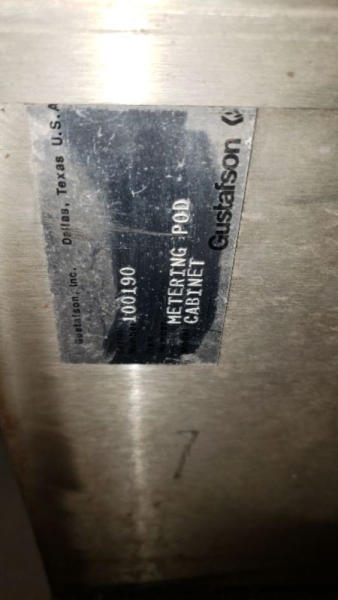 Gustafson
METERING POD
CABINET
100190
Gustafson, Inc. Dallas, Texas U.S.A
7